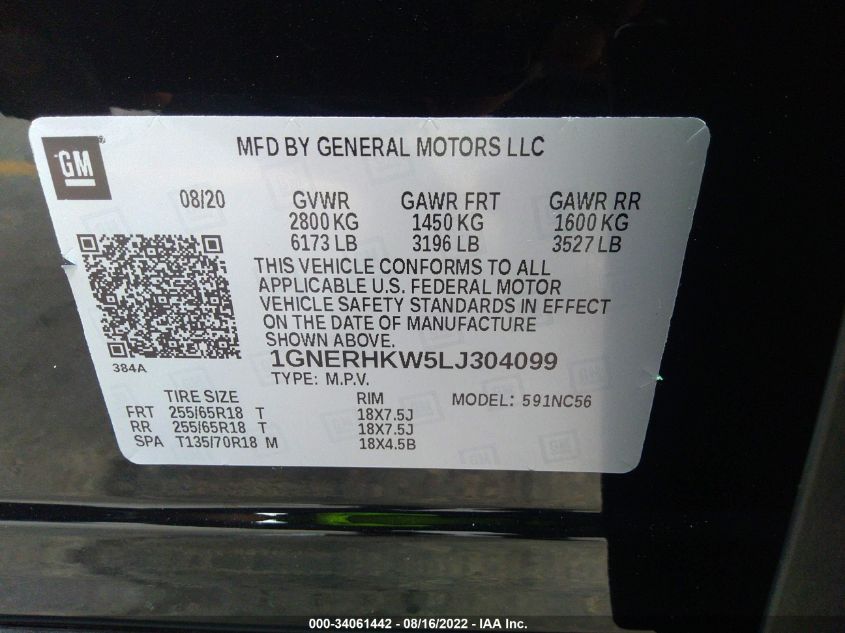 GM
MFD BY GENERAL MOTORS LLC
08/20 GVWR GAWR FRT GAWR RR
2800 KG 1450 KG 1600 KG
6173 LB 3196 LB 3527 LB
THIS VEHICLE CONFORMS TO ALL
APPLICABLE U.S. FEDERAL MOTOR
VEHICLE SAFETY STANDARDS IN EFFECT
ON THE DATE OF MANUFACTURE
SHOWN ABOVE.
384A
1GNERHKW5LJ304099
TYPE: M.P.V.
TIRE SIZE RIM MODEL: 591NC56
FRT 255/65R18 T 18X7.5J
RR 255/65R18 T 18X7.5J
SPA T135/70R18 M 18X4.5B
000-34061442 - 08/16/2022 - IAA Inc.